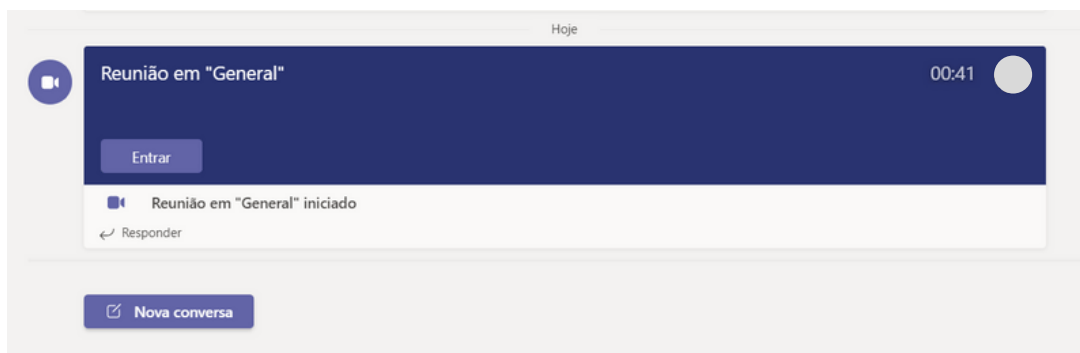 Hoje
Reunião em "General"
00:41
Entrar
Reunião em "General" iniciado
Responder
Nova conversa